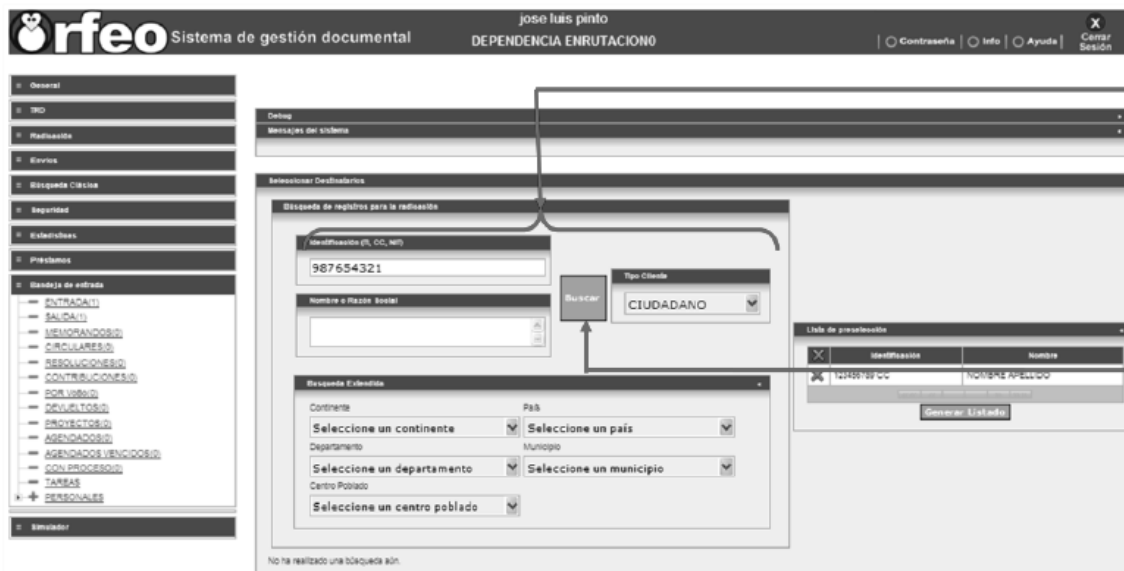 Orfeo Sistema de gestión documental
jose luis pinto
DEPENDENCIA ENRUTACION0
Contraseña | Info | Ayuda |
X
Cerrar Sesión
General
TRD
Radicación
Envíos
Búsqueda Clásica
Seguridad
Estadísticas
Préstamos
Bandeja de entrada
ENTRADA(1)
SALIDA(1)
MEMORANDOS(0)
CIRCULARES(0)
RESOLUCIONES(0)
CONTRIBUCIONES(0)
POR VoBo(0)
DEVUELTOS(0)
PROYECTOS(0)
AGENDADOS(0)
AGENDADOS VENCIDOS(0)
CON PROCESO(0)
TAREAS
PERSONALES
Simulador
Debug
Mensajes del sistema
Seleccionar Destinatarios
Búsqueda de registros para la radicación
Identificación (TI, CC, NIT)
987654321
Nombre o Razón Social
Buscar
Tipo Cliente
CIUDADANO
Busqueda Extendida
Continente
País
Seleccione un continente
Seleccione un país
Departamento
Municipio
Seleccione un departamento
Seleccione un municipio
Centro Poblado
Seleccione un centro poblado
Lista de preselección
Identificación
Nombre
123456789 CC
NOMBRE APELLIDO
Generar Listado
No ha realizado una búsqueda aún.